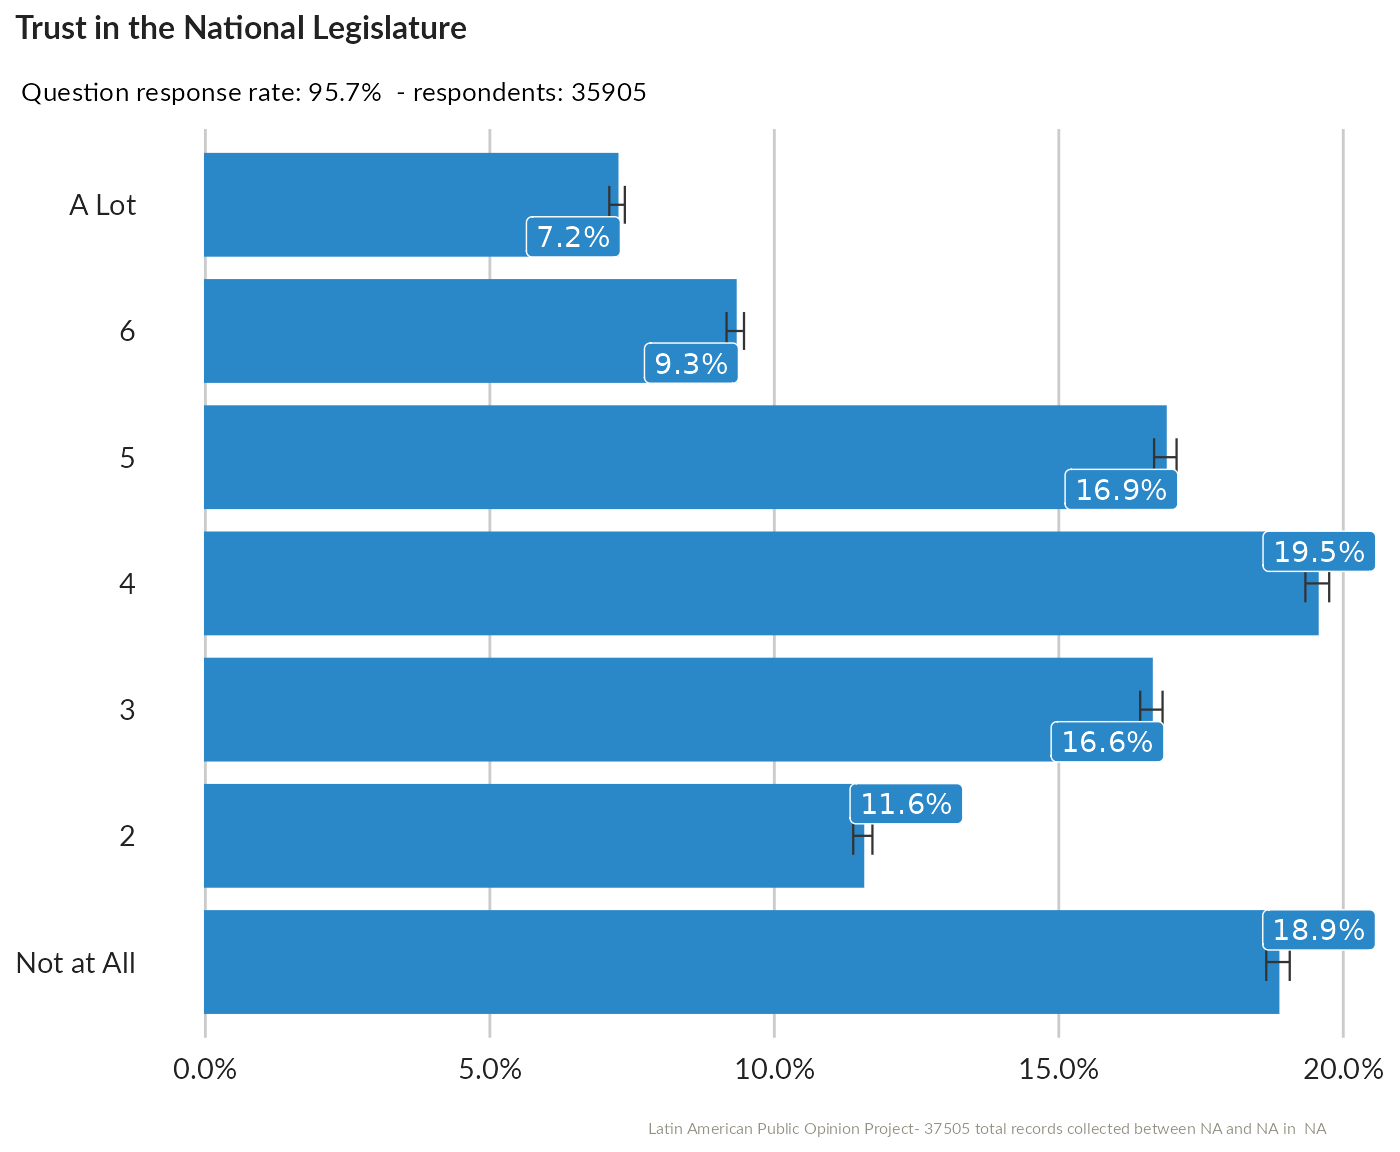 Trust in the National Legislature
Question response rate: 95.7%  - respondents: 35905
A Lot
7.2%
6
9.3%
5
16.9%
4
19.5%
3
16.6%
2
11.6%
Not at All
18.9%
0.0% 5.0% 10.0% 15.0% 20.0%
Latin American Public Opinion Project- 37505 total records collected between NA and NA in  NA